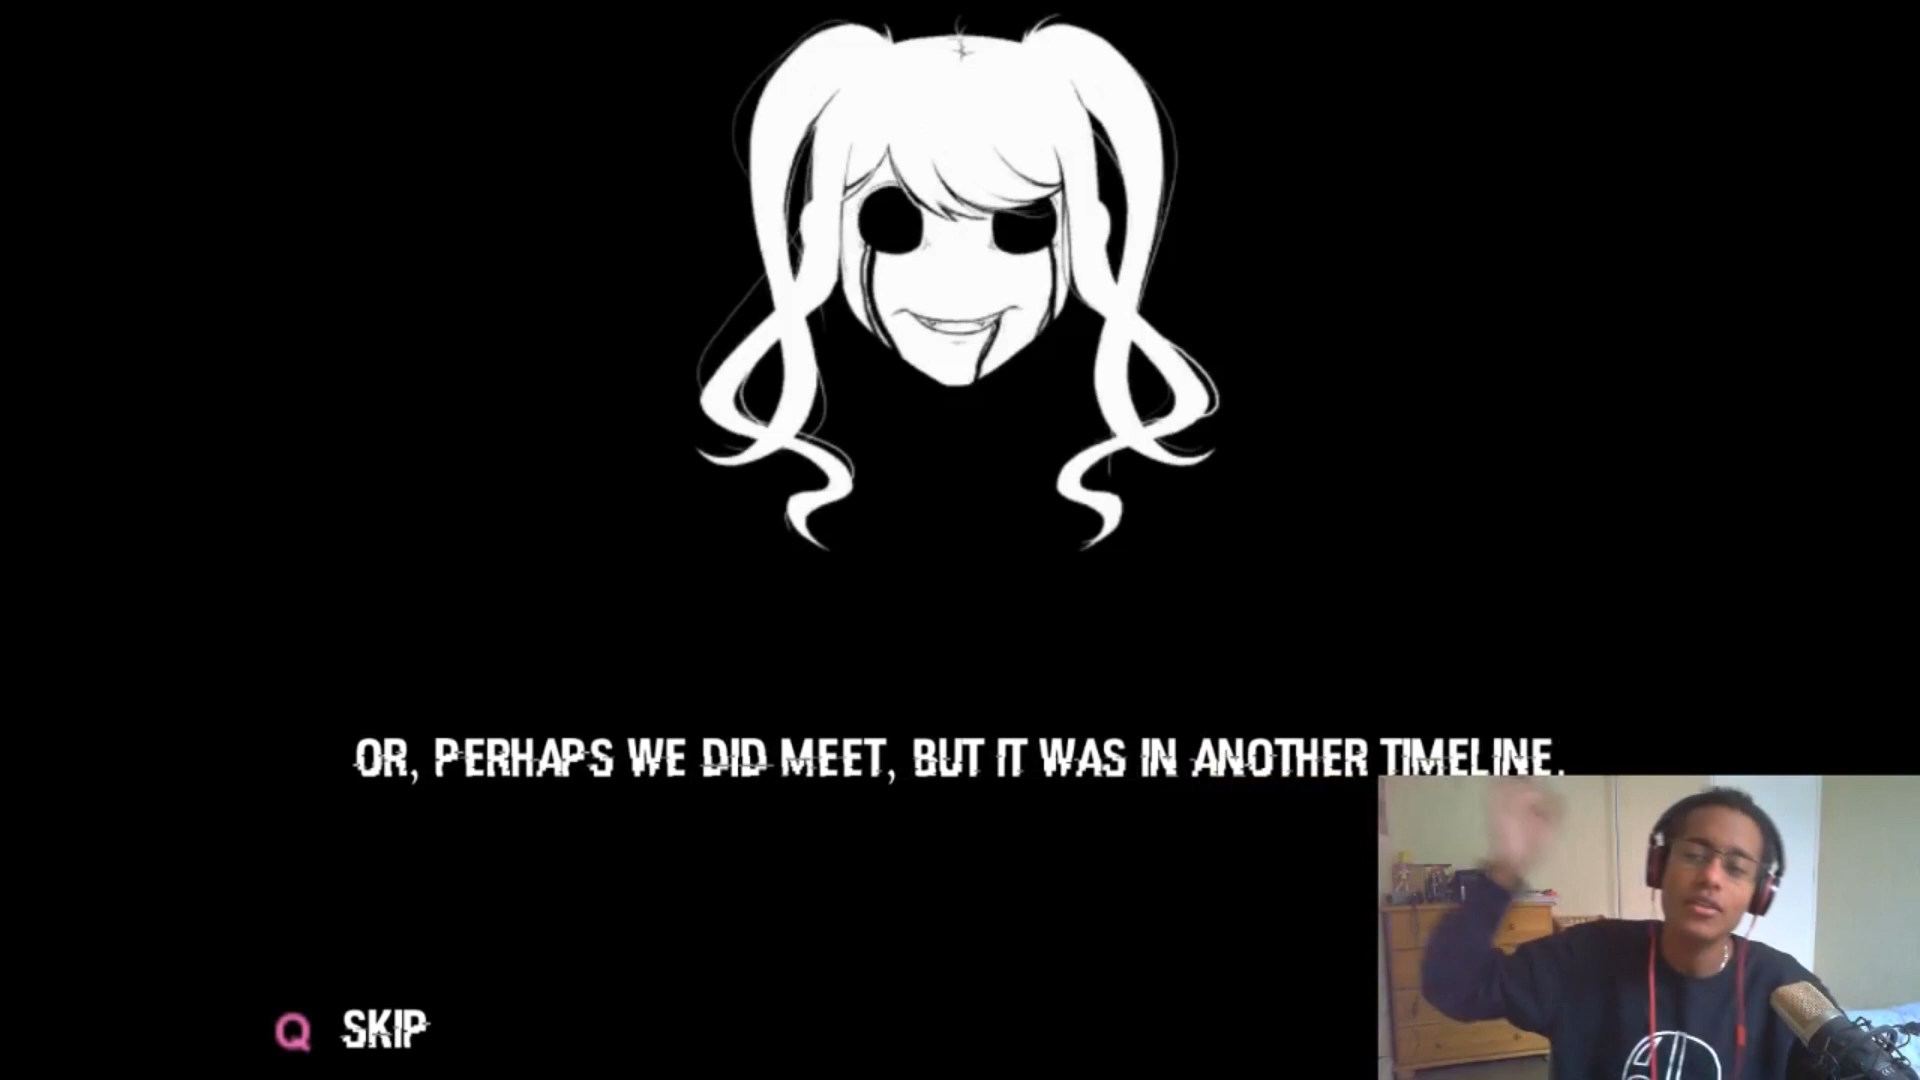 OR, PERHAPS WE DID MEET, BUT IT WAS IN ANOTHER TIMELINE.
Q SKIP